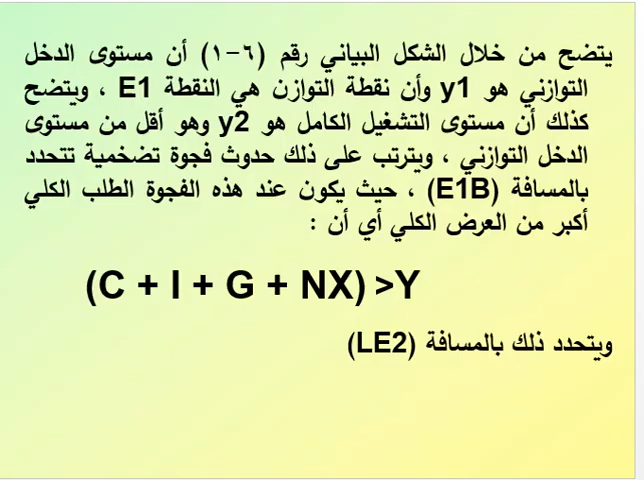 يتضح من خلال الشكل البياني رقم (٦-١) أن مستوى الدخل
التوازني هو y1 وأن نقطة التوازن هي النقطة E1 ، ويتضح
كذلك أن مستوى التشغيل الكامل هو y2 وهو أقل من مستوى
الدخل التوازني ، ويترتب على ذلك حدوث فجوة تضخمية تتحدد
بالمسافة (E1B) ، حيث يكون عند هذه الفجوة الطلب الكلي
أكبر من العرض الكلي أي أن :
(C + I + G + NX) >Y
ويتحدد ذلك بالمسافة (LE2)